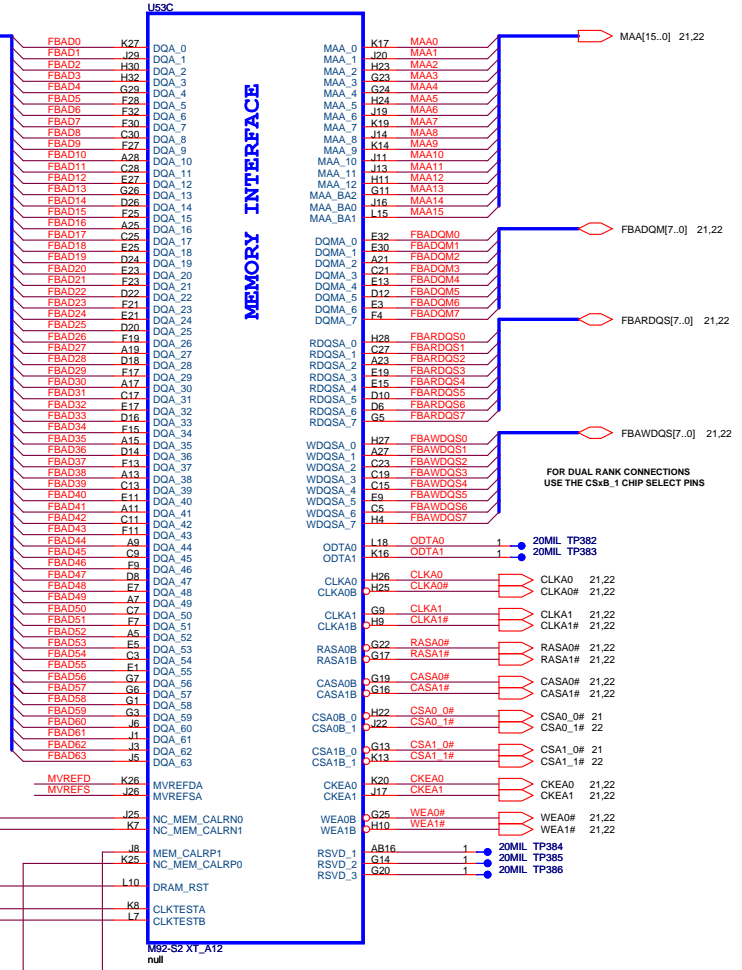 U53C
MEMORY INTERFACE
FBAD0 K27 DQA_0
FBAD1 J29 DQA_1
FBAD2 H30 DQA_2
FBAD3 H32 DQA_3
FBAD4 G29 DQA_4
FBAD5 F28 DQA_5
FBAD6 F32 DQA_6
FBAD7 F30 DQA_7
FBAD8 C30 DQA_8
FBAD9 F27 DQA_9
FBAD10 A28 DQA_10
FBAD11 C28 DQA_11
FBAD12 E27 DQA_12
FBAD13 G26 DQA_13
FBAD14 D26 DQA_14
FBAD15 F25 DQA_15
FBAD16 A25 DQA_16
FBAD17 C25 DQA_17
FBAD18 E25 DQA_18
FBAD19 D24 DQA_19
FBAD20 E23 DQA_20
FBAD21 F23 DQA_21
FBAD22 D22 DQA_22
FBAD23 F21 DQA_23
FBAD24 E21 DQA_24
FBAD25 D20 DQA_25
FBAD26 F19 DQA_26
FBAD27 A19 DQA_27
FBAD28 D18 DQA_28
FBAD29 F17 DQA_29
FBAD30 A17 DQA_30
FBAD31 C17 DQA_31
FBAD32 E17 DQA_32
FBAD33 D16 DQA_33
FBAD34 F15 DQA_34
FBAD35 A15 DQA_35
FBAD36 D14 DQA_36
FBAD37 F13 DQA_37
FBAD38 A13 DQA_38
FBAD39 C13 DQA_39
FBAD40 E11 DQA_40
FBAD41 A11 DQA_41
FBAD42 C11 DQA_42
FBAD43 F11 DQA_43
FBAD44 A9 DQA_44
FBAD45 C9 DQA_45
FBAD46 F9 DQA_46
FBAD47 D8 DQA_47
FBAD48 E7 DQA_48
FBAD49 A7 DQA_49
FBAD50 C7 DQA_50
FBAD51 F7 DQA_51
FBAD52 A5 DQA_52
FBAD53 E5 DQA_53
FBAD54 C3 DQA_54
FBAD55 E1 DQA_55
FBAD56 G7 DQA_56
FBAD57 G6 DQA_57
FBAD58 G1 DQA_58
FBAD59 G3 DQA_59
FBAD60 J6 DQA_60
FBAD61 J1 DQA_61
FBAD62 J3 DQA_62
FBAD63 J5 DQA_63
MVREFD K26 MVREFDA
MVREFS J26 MVREFSA
J25 NC_MEM_CALRN0
K7 NC_MEM_CALRN1
J8 MEM_CALRP1
K25 NC_MEM_CALRP0
L10 DRAM_RST
K8 CLKTESTA
L7 CLKTESTB
MAA_0 K17 MAA0
MAA_1 J20 MAA1
MAA_2 H23 MAA2
MAA_3 G23 MAA3
MAA_4 G24 MAA4
MAA_5 H24 MAA5
MAA_6 J19 MAA6
MAA_7 K19 MAA7
MAA_8 J14 MAA8
MAA_9 K14 MAA9
MAA_10 J11 MAA10
MAA_11 J13 MAA11
MAA_12 H11 MAA12
MAA_BA2 G11 MAA13
MAA_BA0 J16 MAA14
MAA_BA1 L15 MAA15
MAA[15..0] 21,22
DQMA_0 E32 FBADQM0
DQMA_1 E30 FBADQM1
DQMA_2 A21 FBADQM2
DQMA_3 C21 FBADQM3
DQMA_4 E13 FBADQM4
DQMA_5 D12 FBADQM5
DQMA_6 E3 FBADQM6
DQMA_7 F4 FBADQM7
FBADQM[7..0] 21,22
RDQSA_0 H28 FBARDQS0
RDQSA_1 C27 FBARDQS1
RDQSA_2 A23 FBARDQS2
RDQSA_3 E19 FBARDQS3
RDQSA_4 E15 FBARDQS4
RDQSA_5 D10 FBARDQS5
RDQSA_6 D6 FBARDQS6
RDQSA_7 G5 FBARDQS7
FBARDQS[7..0] 21,22
WDQSA_0 H27 FBAWDQS0
WDQSA_1 A27 FBAWDQS1
WDQSA_2 C23 FBAWDQS2
WDQSA_3 C19 FBAWDQS3
WDQSA_4 C15 FBAWDQS4
WDQSA_5 E9 FBAWDQS5
WDQSA_6 C5 FBAWDQS6
WDQSA_7 H4 FBAWDQS7
FBAWDQS[7..0] 21,22
FOR DUAL RANK CONNECTIONS
USE THE CSxB_1 CHIP SELECT PINS
ODTA0 L18 ODTA0 1 20MIL TP382
ODTA1 K16 ODTA1 1 20MIL TP383
CLKA0 H26 CLKA0 CLKA0 21,22
CLKA0B H25 CLKA0# CLKA0# 21,22
CLKA1 G9 CLKA1 CLKA1 21,22
CLKA1B H9 CLKA1# CLKA1# 21,22
RASA0B G22 RASA0# RASA0# 21,22
RASA1B G17 RASA1# RASA1# 21,22
CASA0B G19 CASA0# CASA0# 21,22
CASA1B G16 CASA1# CASA1# 21,22
CSA0B_0 H22 CSA0_0# CSA0_0# 21
CSA0B_1 J22 CSA0_1# CSA0_1# 22
CSA1B_0 G13 CSA1_0# CSA1_0# 21
CSA1B_1 K13 CSA1_1# CSA1_1# 22
CKEA0 K20 CKEA0 CKEA0 21,22
CKEA1 J17 CKEA1 CKEA1 21,22
WEA0B G25 WEA0# WEA0# 21,22
WEA1B H10 WEA1# WEA1# 21,22
RSVD_1 AB16 1 20MIL TP384
RSVD_2 G14 1 20MIL TP385
RSVD_3 G20 1 20MIL TP386
M92-S2 XT_A12
null